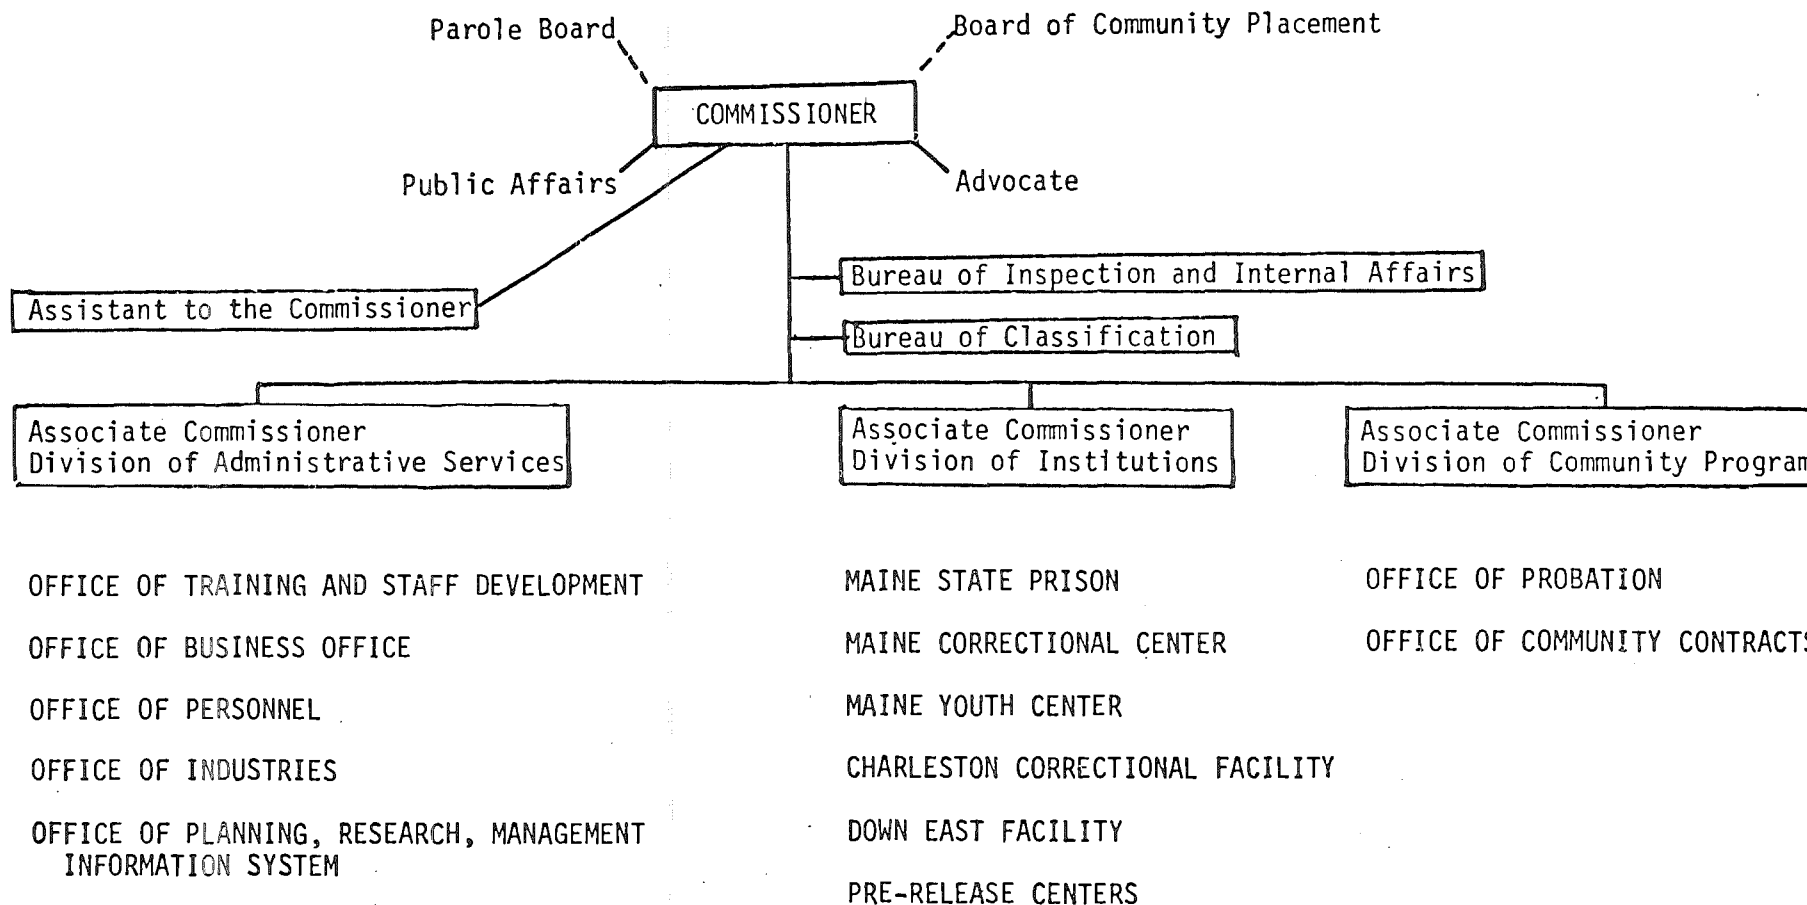 Parole Board
Board of Community Placement
COMMISSIONER
Public Affairs
Advocate
Bureau of Inspection and Internal Affairs
Assistant to the Commissioner
Bureau of Classification
Associate Commissioner
Division of Administrative Services
Associate Commissioner
Division of Institutions
Associate Commissioner
Division of Community Program
OFFICE OF TRAINING AND STAFF DEVELOPMENT
OFFICE OF BUSINESS OFFICE
OFFICE OF PERSONNEL
OFFICE OF INDUSTRIES
OFFICE OF PLANNING, RESEARCH, MANAGEMENT
INFORMATION SYSTEM
MAINE STATE PRISON
MAINE CORRECTIONAL CENTER
MAINE YOUTH CENTER
CHARLESTON CORRECTIONAL FACILITY
DOWN EAST FACILITY
PRE-RELEASE CENTERS
OFFICE OF PROBATION
OFFICE OF COMMUNITY CONTRACTS